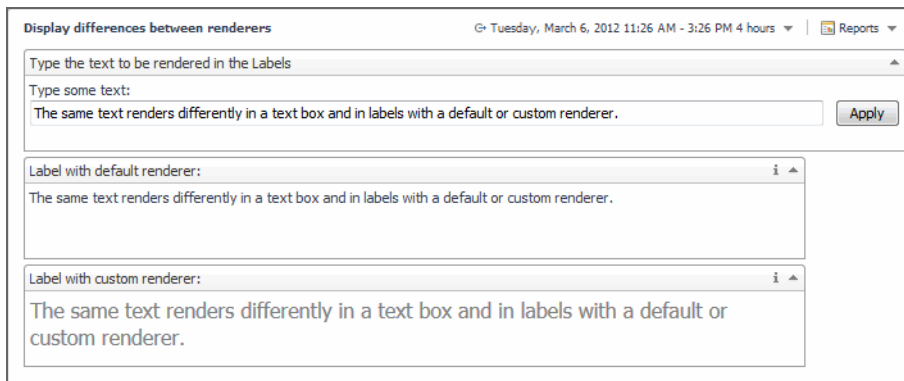 Display differences between renderers
Tuesday, March 6, 2012 11:26 AM - 3:26 PM 4 hours
Reports
Type the text to be rendered in the Labels
Type some text:
The same text renders differently in a text box and in labels with a default or custom renderer.
Apply
Label with default renderer:
i
The same text renders differently in a text box and in labels with a default or custom renderer.
Label with custom renderer:
i
The same text renders differently in a text box and in labels with a default or
custom renderer.